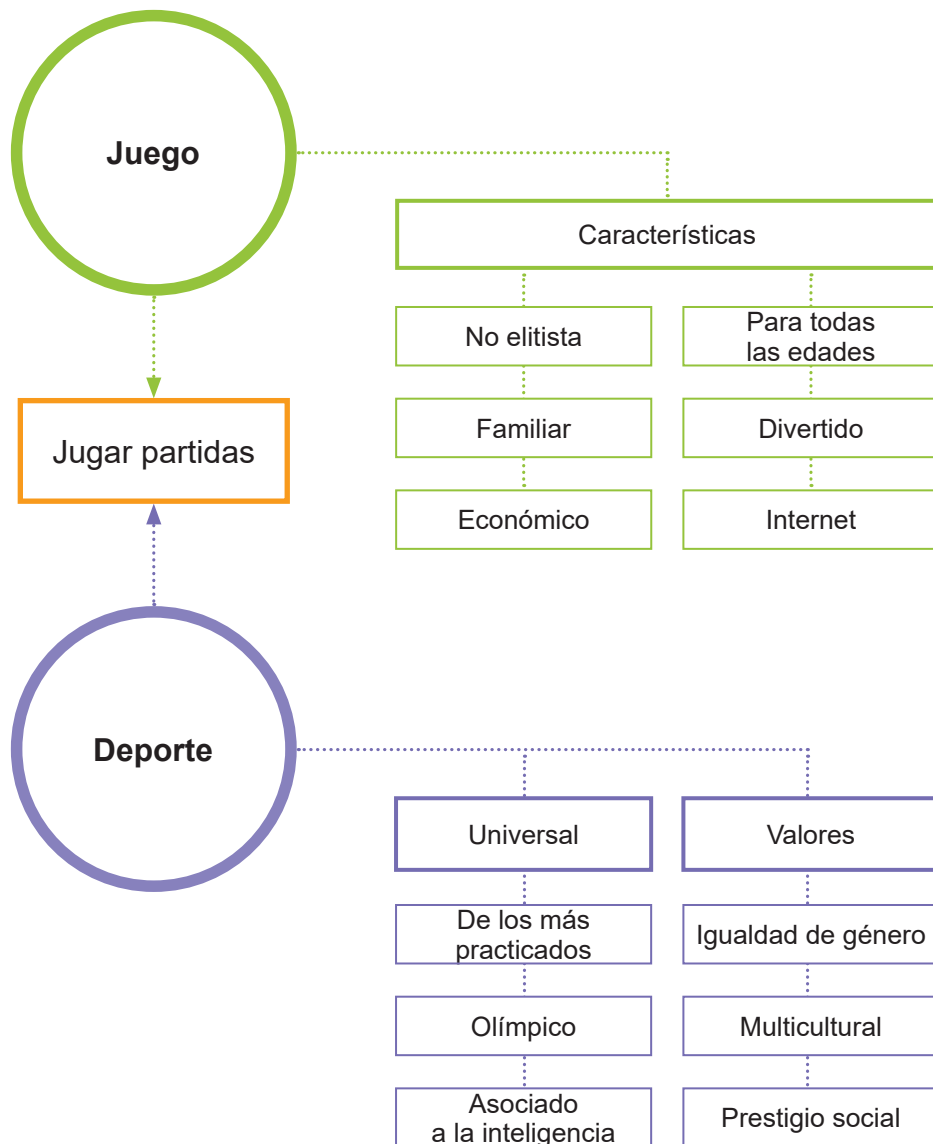 Juego
Características
No elitista
Para todas
las edades
Familiar
Divertido
Económico
Internet
Jugar partidas
Deporte
Universal
Valores
De los más
practicados
Igualdad de género
Olímpico
Multicultural
Asociado
a la inteligencia
Prestigio social